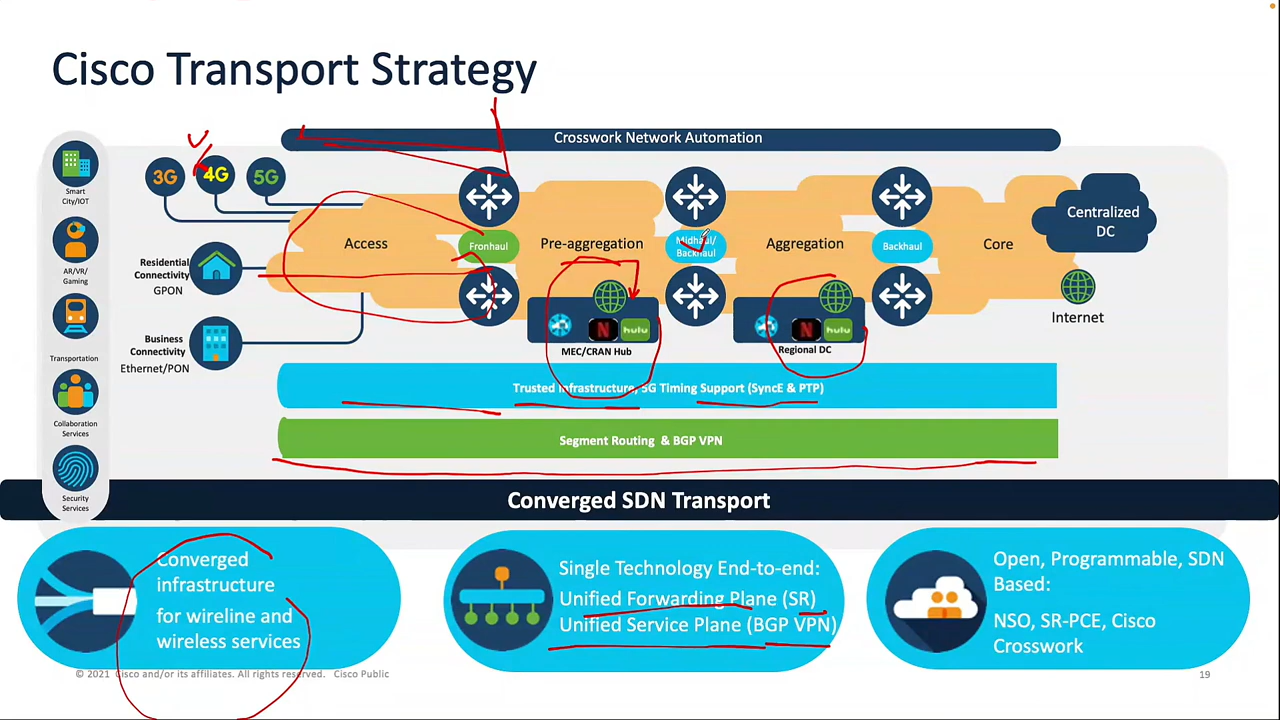 Cisco Transport Strategy
Crosswork Network Automation
Smart
City/IOT
AR/VR/
Gaming
Transportation
Collaboration
Services
Security
Services
3G
4G
5G
Residential
Connectivity
GPON
Business
Connectivity
Ethernet/PON
Access
Fronhaul
Pre-aggregation
Midhaul/
Backhaul
Aggregation
Backhaul
Core
Centralized
DC
Internet
N
hulu
MEC/CRAN Hub
N
hulu
Regional DC
Trusted Infrastructure, 5G Timing Support (SyncE & PTP)
Segment Routing & BGP VPN
Converged SDN Transport
Converged
infrastructure
for wireline and
wireless services
Single Technology End-to-end:
Unified Forwarding Plane (SR)
Unified Service Plane (BGP VPN)
Open, Programmable, SDN
Based:
NSO, SR-PCE, Cisco
Crosswork
© 2021 Cisco and/or its affiliates. All rights reserved. Cisco Public
19